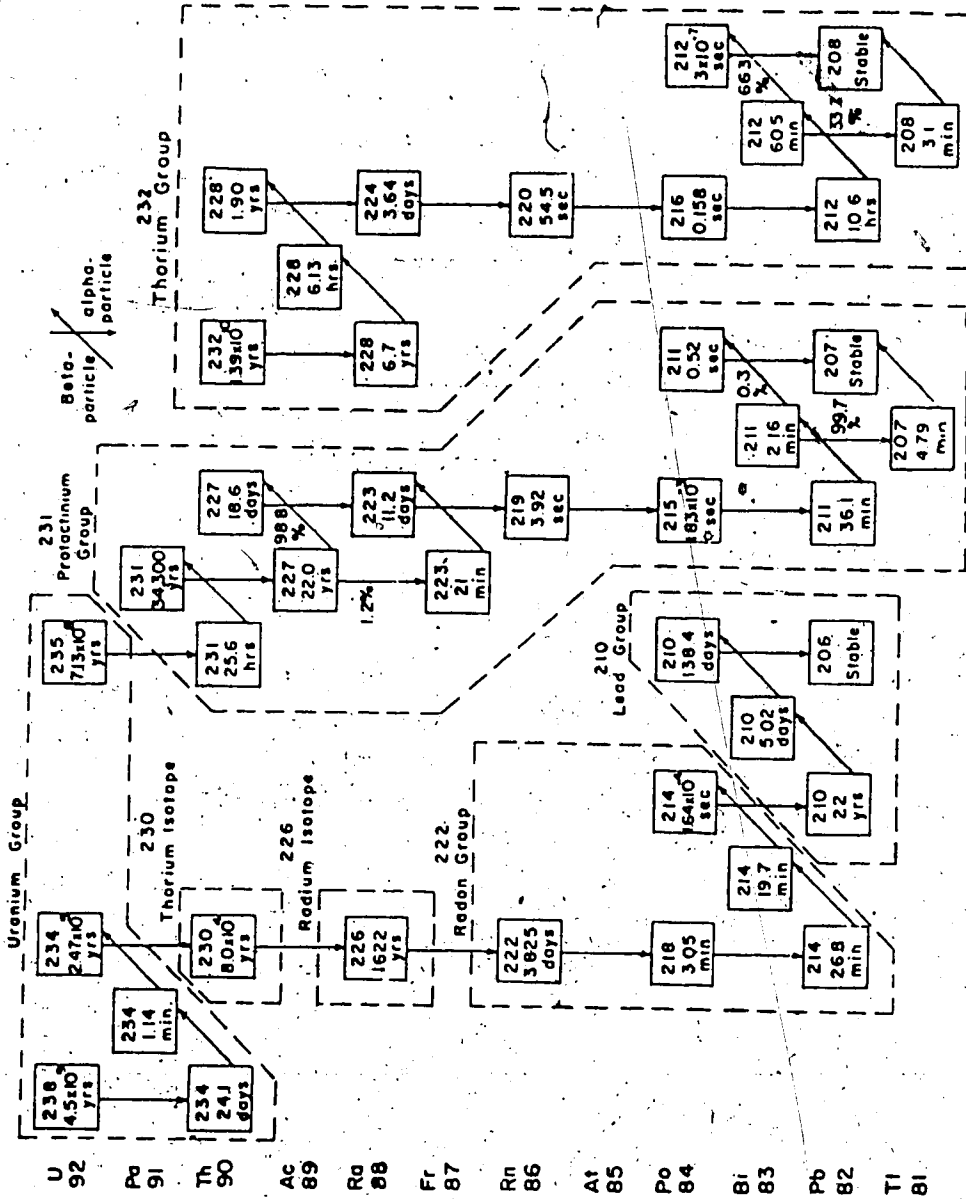 U
92
Pa
91
Th
90
Ac
89
Ra
88
Fr
87
Rn
86
At
85
Po
84
Bi
83
Pb
82
Tl
81
Uranium Group
238
4.5x10⁹
yrs
234
24.1
days
234
1.14
min.
234
2.47x10⁵
yrs
235
7.13x10⁸
yrs
230
Thorium Isotope
230
8.0x10⁴
yrs
226
Radium Isotope
226
1622
yrs
222
Radon Group
222
3.825
days
218
3.05
min
214
26.8
min
214
19.7
min
214
1.64x10⁻⁴
sec
210
Lead Group
210
22
yrs
210
5.02
days
210
138.4
days
206
Stable
231
Protactinium
Group
231
25.6
hrs
231
34300
yrs
227
22.0
yrs
98.8
%
1.2%
227
18.6
days
223
21
min
223
11.2
days
219
3.92
sec
215
sec
211
36.1
min
211
2.16
min
0.3
%
99.7
%
211
0.52
sec
207
4.79
min
207
Stable
Beta-
particle
alpha-
particle
232
Thorium Group
232
yrs
228
6.7
yrs
228
6.13
hrs
228
1.90
yrs
224
3.64
days
220
54.5
sec
216
0.158
sec
212
10.6
hrs
212
60.5
min
66.3
%
%
212
3x10⁻⁷
sec
208
3.1
min
208
Stable